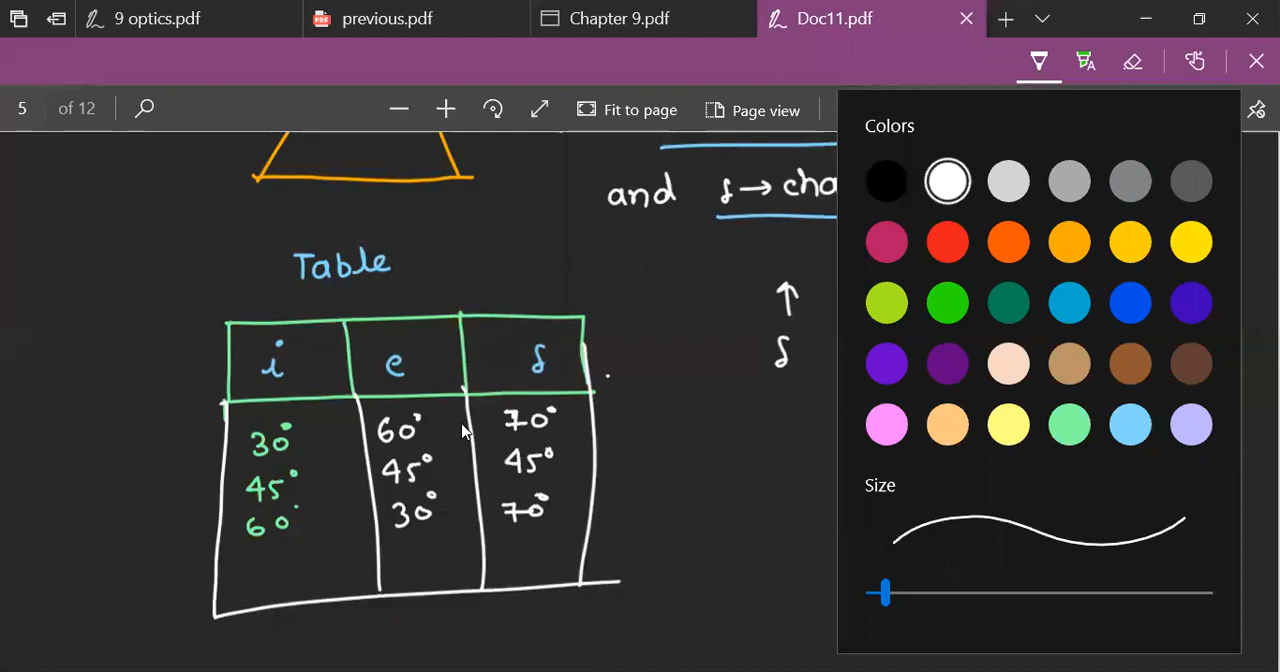 9 optics.pdf
previous.pdf
Chapter 9.pdf
Doc11.pdf
5 of 12
Fit to page
Page view
Colors
and δ → cha
Table
i e δ
30° 60° 70°
45° 45° 45°
60° 30° 70°
↑
δ
Size